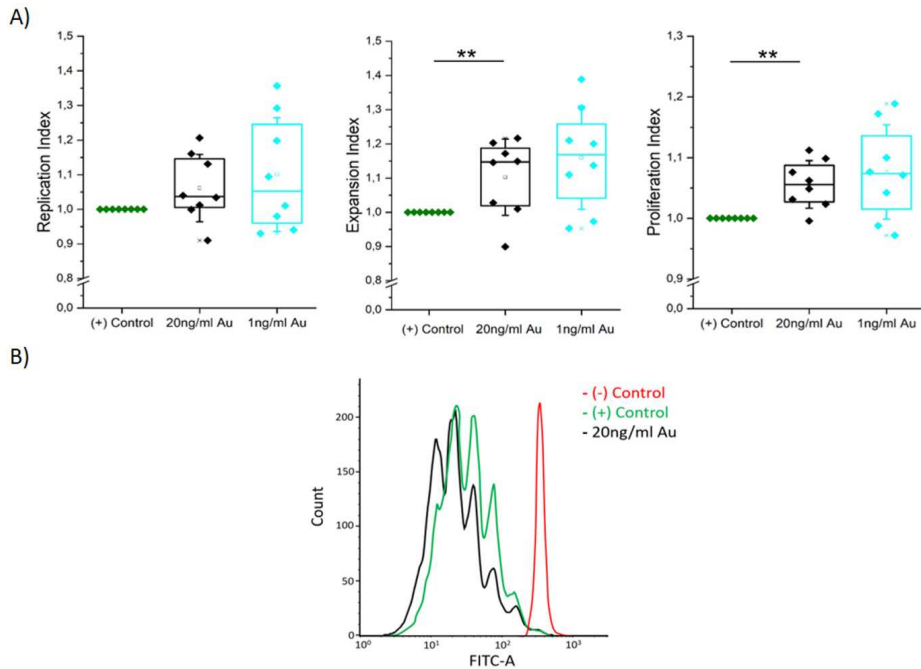 A)
Replication Index
1,5
1,4
1,3
1,2
1,1
1,0
0,9
0,8
0,0
(+) Control
20ng/ml Au
1ng/ml Au
Expansion Index
**
1,5
1,4
1,3
1,2
1,1
1,0
0,9
0,8
0,0
(+) Control
20ng/ml Au
1ng/ml Au
Proliferation Index
**
1,3
1,2
1,1
1,0
0,9
0,0
(+) Control
20ng/ml Au
1ng/ml Au
B)
Count
200
150
100
50
0
10⁰
10¹
10²
10³
FITC-A
- (-) Control
- (+) Control
- 20ng/ml Au